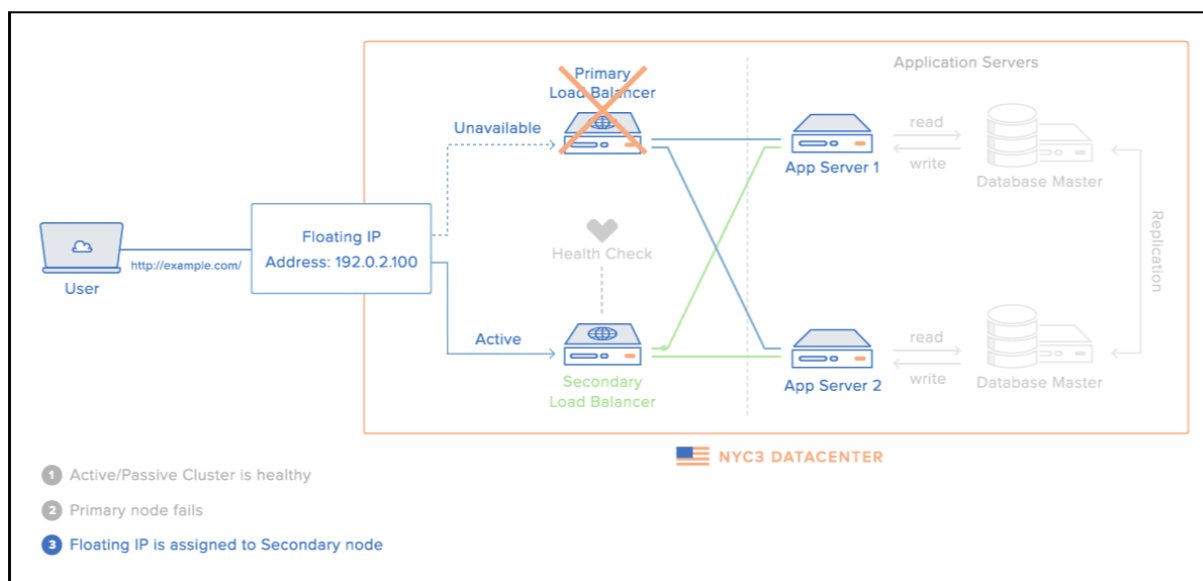 Primary
Load Balancer
Application Servers
Unavailable
read
write
App Server 1
Database Master
Floating IP
Address: 192.0.2.100
http://example.com/
User
Health Check
Replication
Active
Secondary
Load Balancer
read
write
App Server 2
Database Master
NYC3 DATACENTER
1 Active/Passive Cluster is healthy
2 Primary node fails
3 Floating IP is assigned to Secondary node